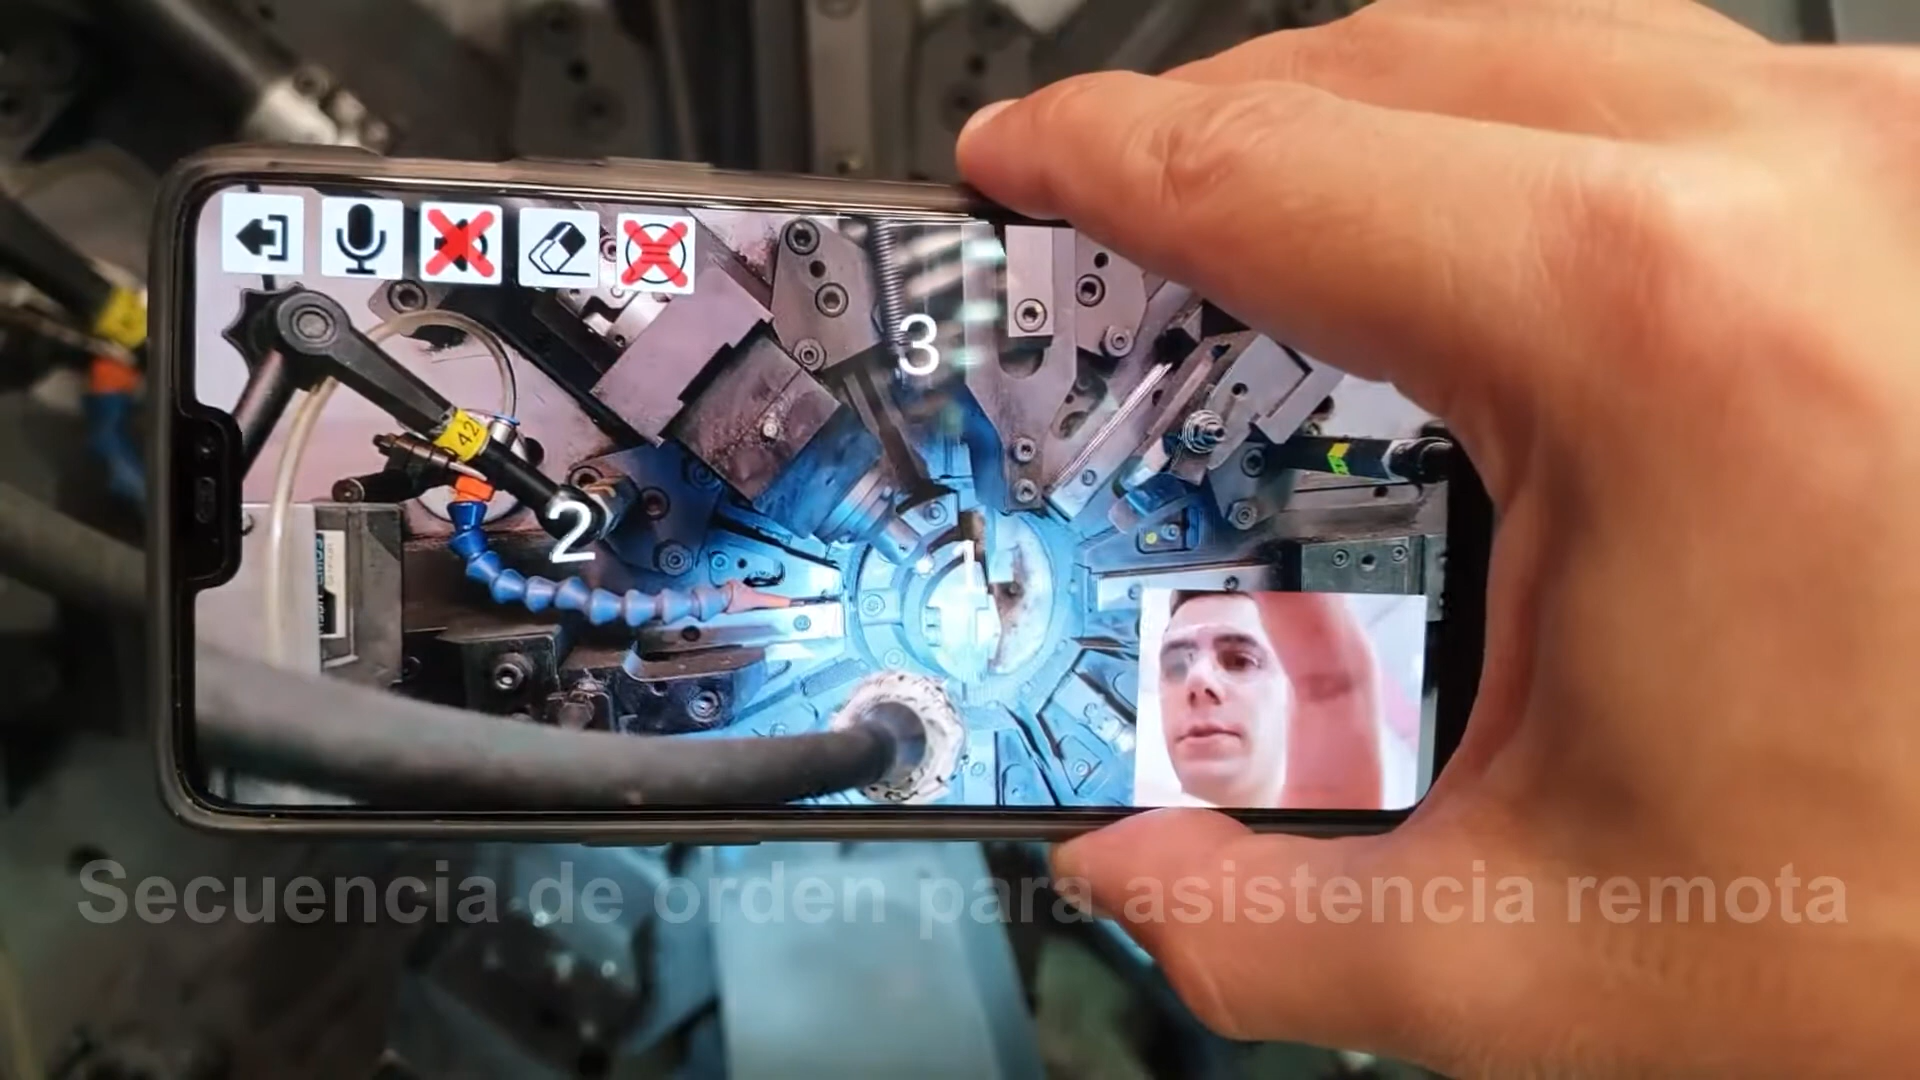 3
42
2
1
Secuencia de orden para asistencia remota